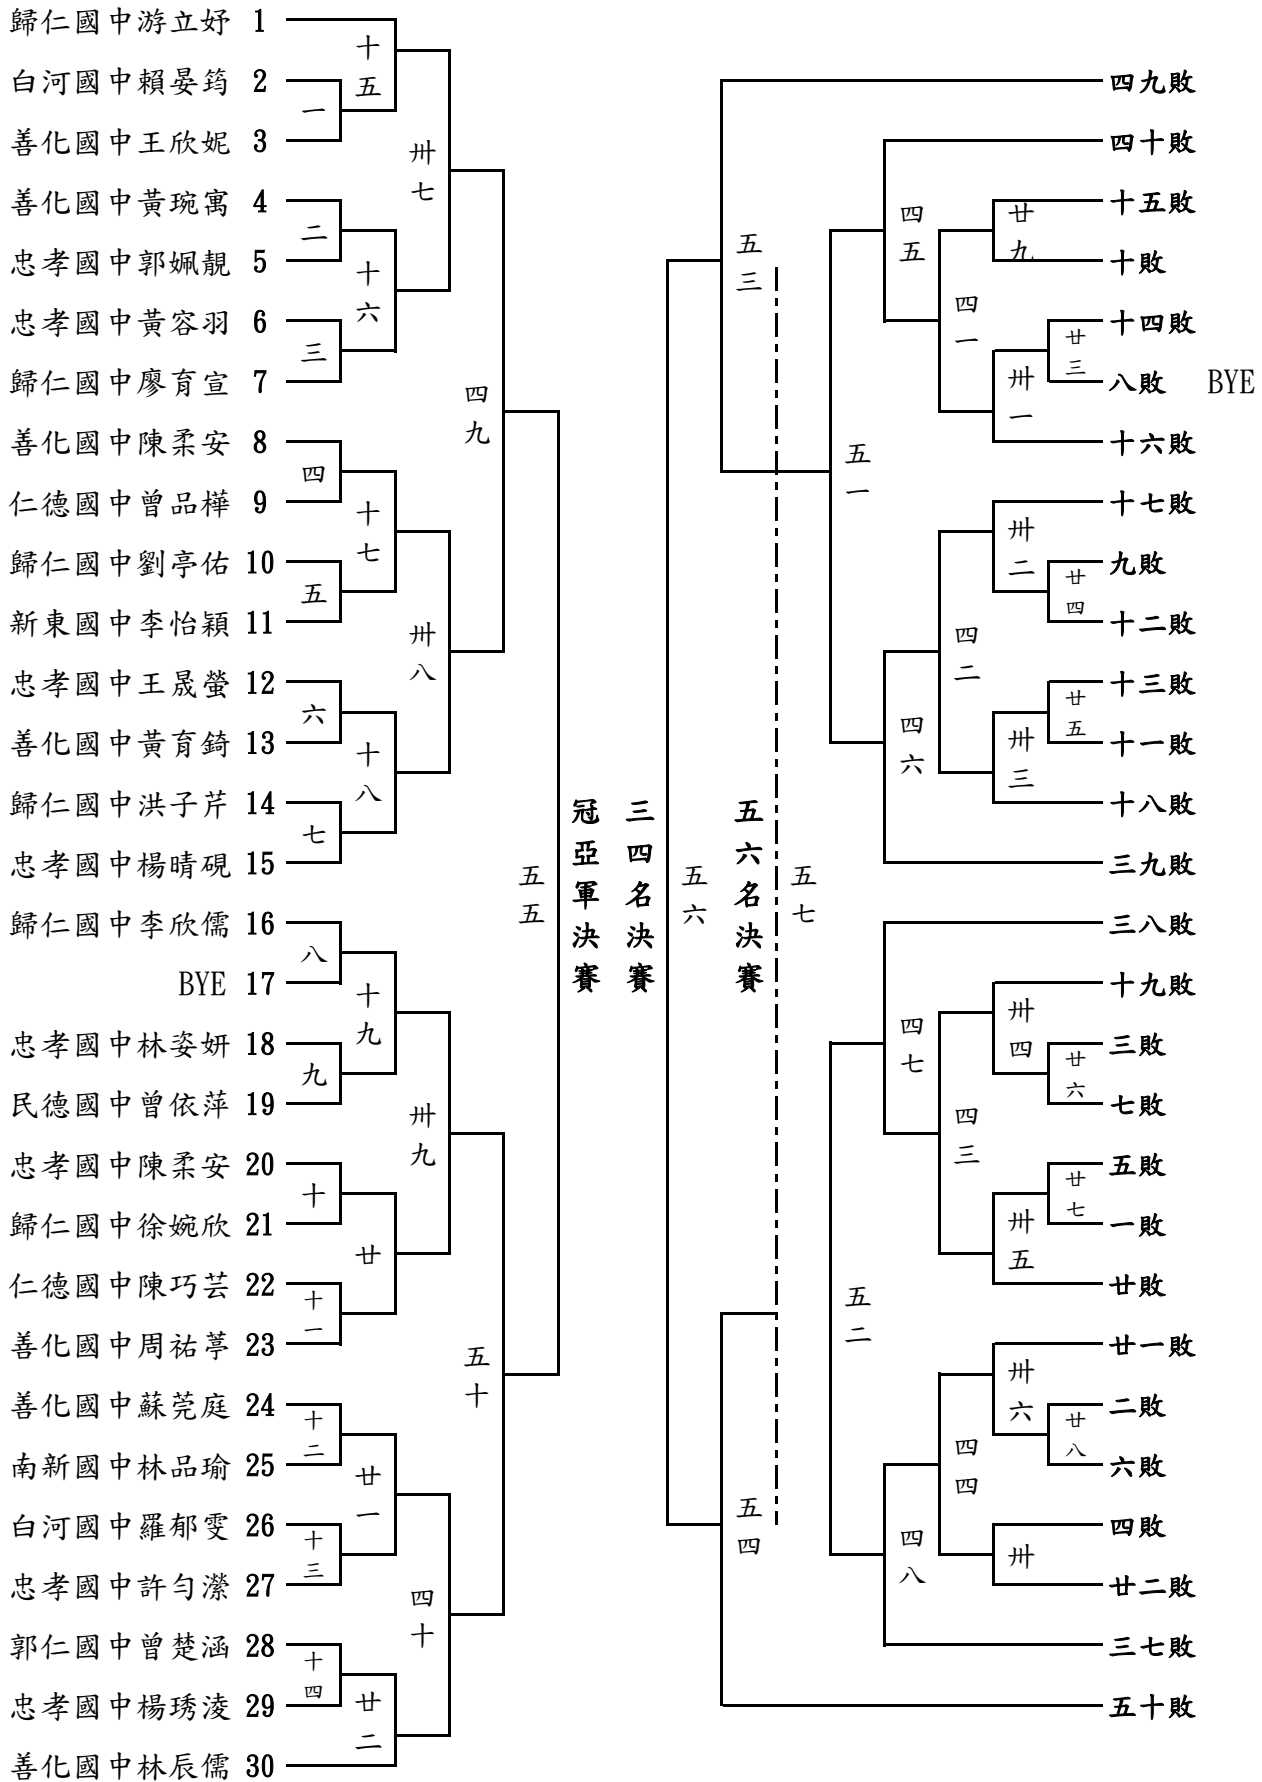 歸仁國中游立妤 1
白河國中賴晏筠 2
善化國中王欣妮 3
善化國中黃琬寓 4
忠孝國中郭姵靚 5
忠孝國中黃容羽 6
歸仁國中廖育宣 7
善化國中陳柔安 8
仁德國中曾品樺 9
歸仁國中劉亭佑 10
新東國中李怡穎 11
忠孝國中王晟螢 12
善化國中黃育錡 13
歸仁國中洪子芹 14
忠孝國中楊晴硯 15
歸仁國中李欣儒 16
BYE 17
忠孝國中林姿妍 18
民德國中曾依萍 19
忠孝國中陳柔安 20
歸仁國中徐婉欣 21
仁德國中陳巧芸 22
善化國中周祐葶 23
善化國中蘇莞庭 24
南新國中林品瑜 25
白河國中羅郁雯 26
忠孝國中許勻瀠 27
郭仁國中曾楚涵 28
忠孝國中楊琇淩 29
善化國中林辰儒 30
一
二
三
四
五
六
七
八
九
十
十一
十二
十三
十四
十五
十六
十七
十八
十九
廿
廿一
廿二
卅七
卅八
卅九
四十
四九
五十
五五
冠亞軍決賽
三四名決賽
五六
五六名決賽
五七
五三
五四
五一
五二
四五
四六
四七
四八
四一
四二
四三
四四
廿九
卅一
卅二
卅三
卅四
卅五
卅六
卅
廿三
廿四
廿五
廿六
廿七
廿八
四九敗
四十敗
十五敗
十敗
十四敗
八敗 BYE
十六敗
十七敗
九敗
十二敗
十三敗
十一敗
十八敗
三九敗
三八敗
十九敗
三敗
七敗
五敗
一敗
廿敗
廿一敗
二敗
六敗
四敗
廿二敗
三七敗
五十敗